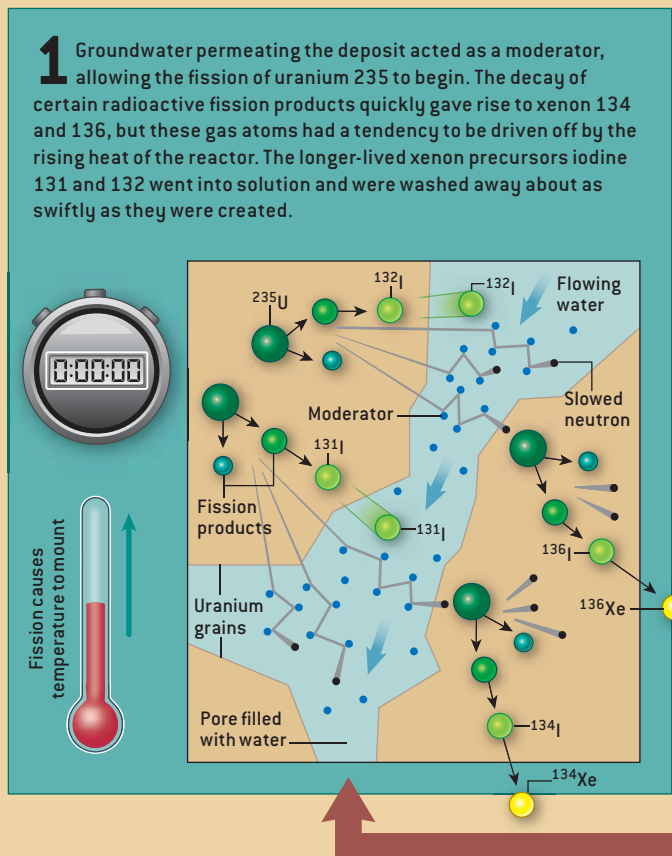 1 Groundwater permeating the deposit acted as a moderator,
allowing the fission of uranium 235 to begin. The decay of
certain radioactive fission products quickly gave rise to xenon 134
and 136, but these gas atoms had a tendency to be driven off by the
rising heat of the reactor. The longer-lived xenon precursors iodine
131 and 132 went into solution and were washed away about as
swiftly as they were created.
0:00:00
Fission causes
temperature to mount
235U
132I
132I
Flowing
water
Moderator
Slowed
neutron
131I
Fission
products
131I
136I
136Xe
Uranium
grains
Pore filled
with water
134I
134Xe